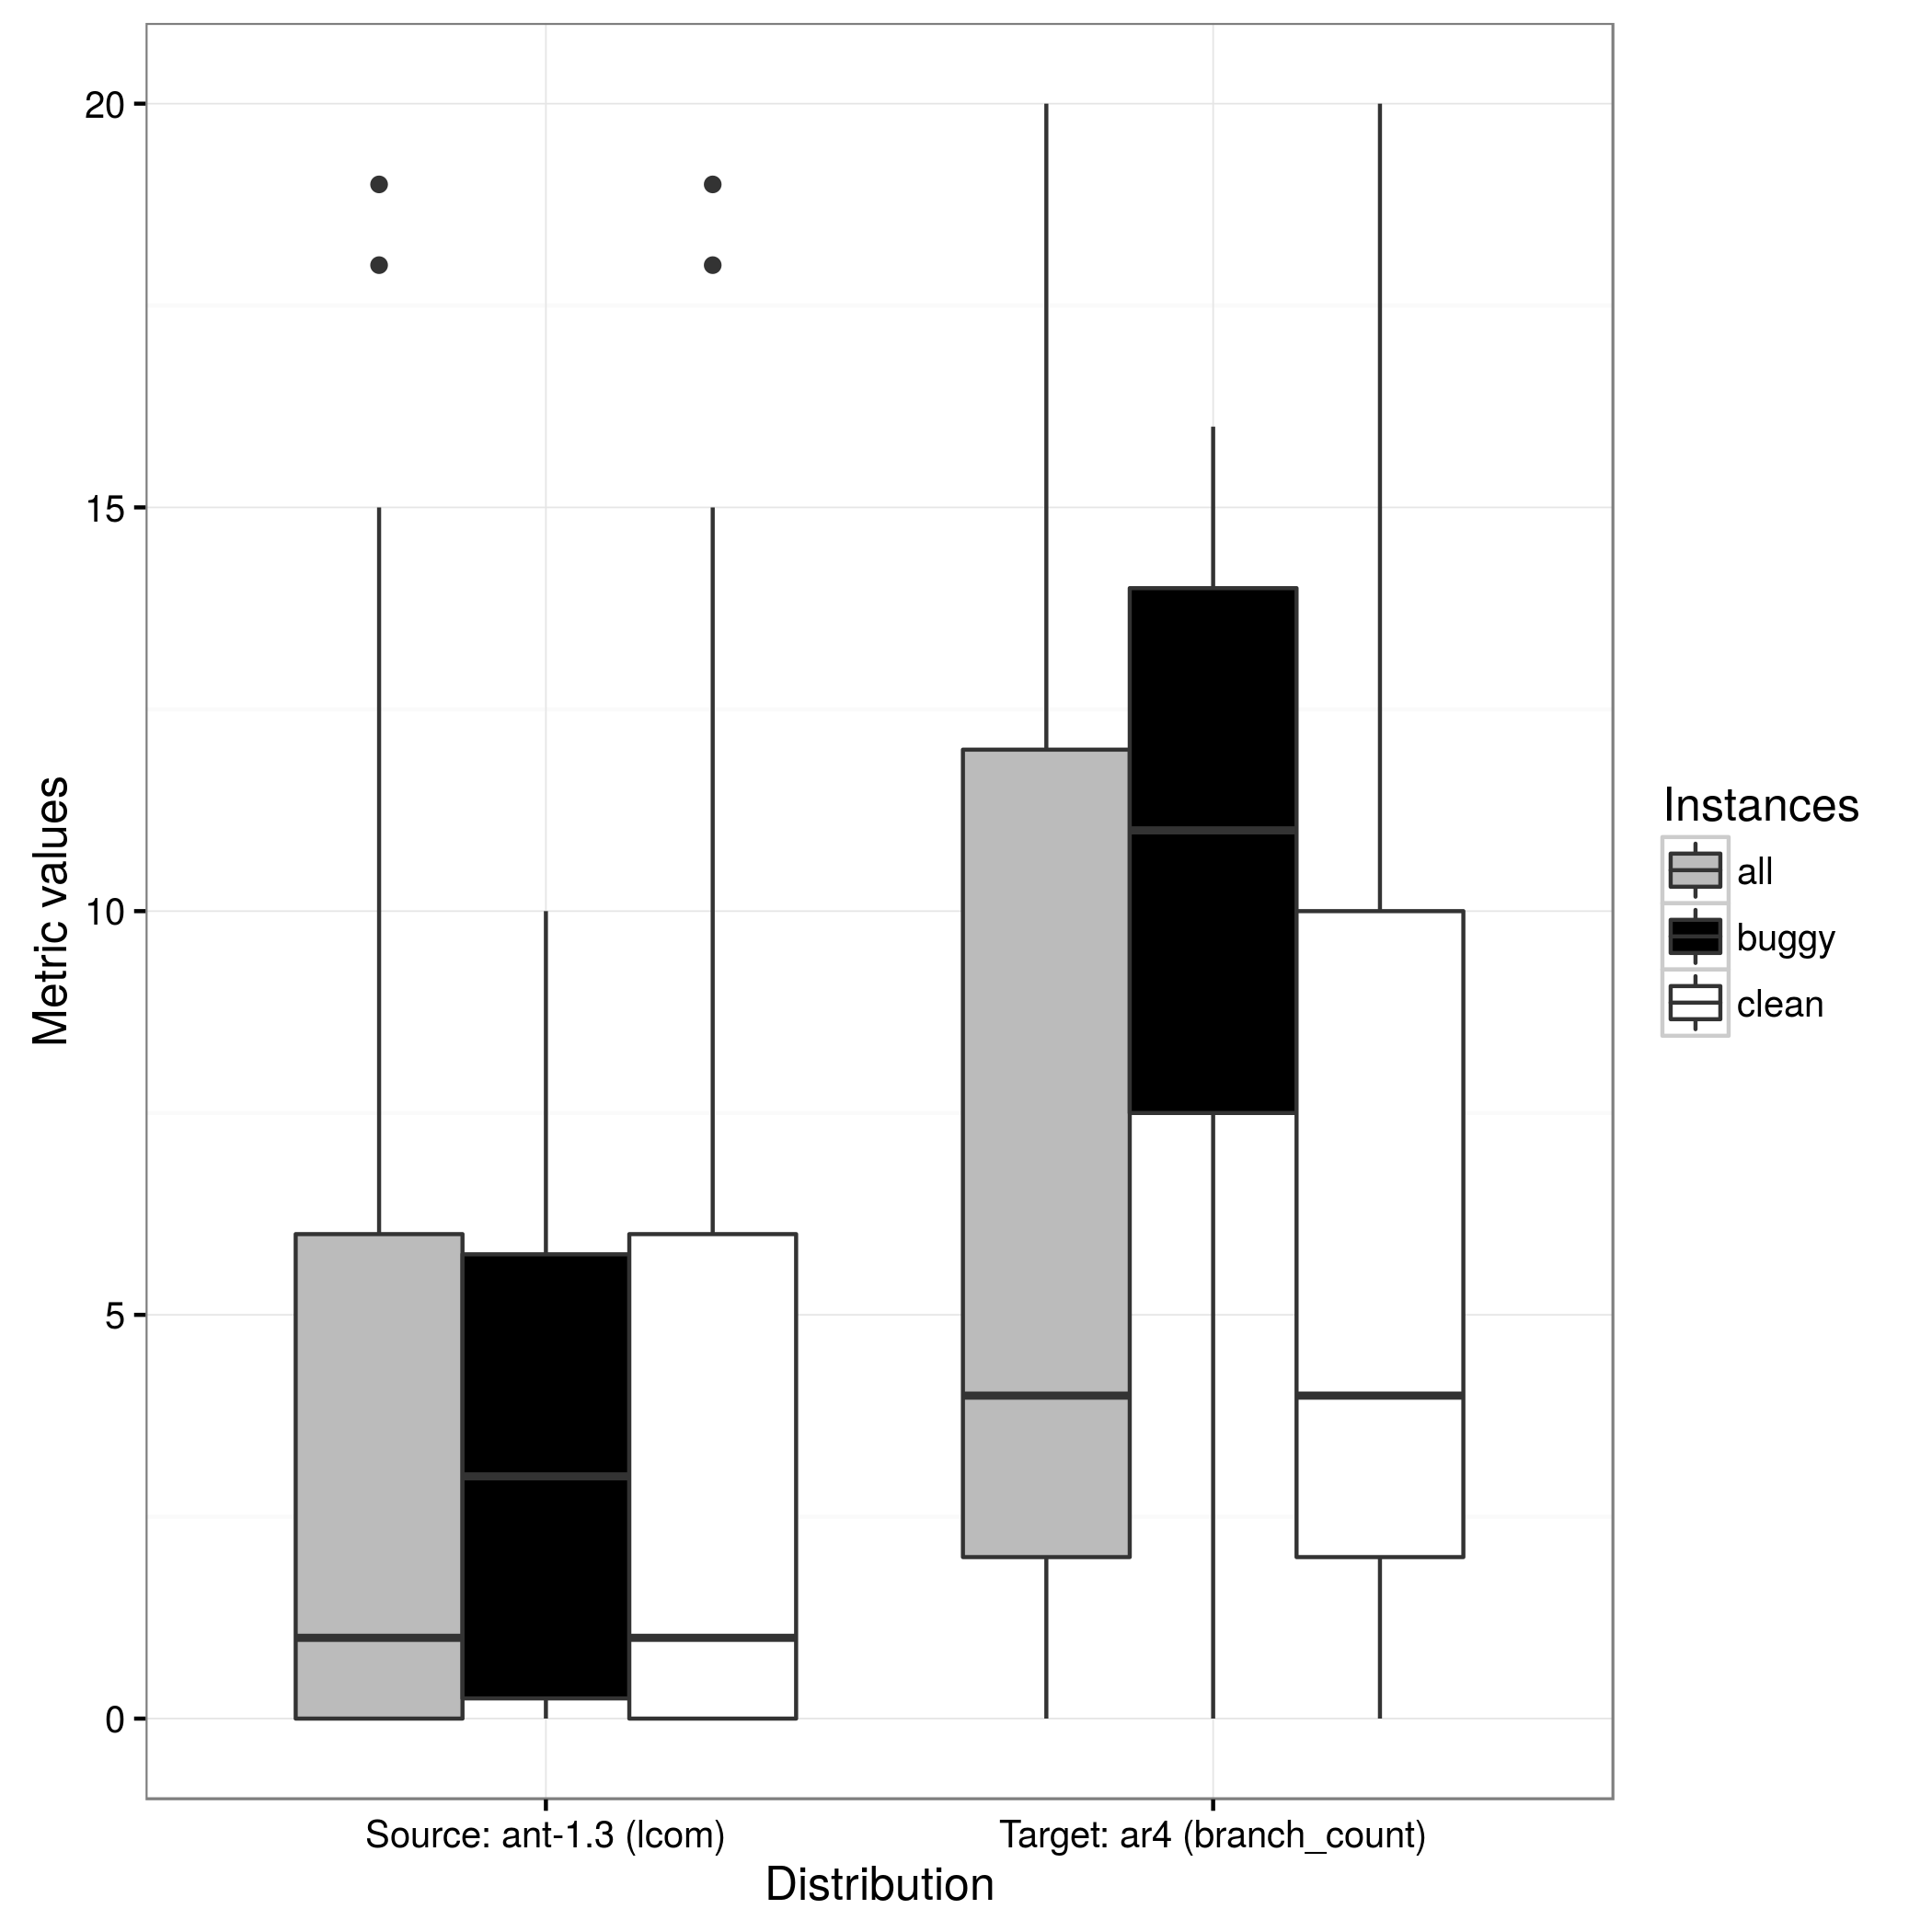 20
15
10
5
0
Metric values
Source: ant-1.3 (lcom)
Target: ar4 (branch_count)
Distribution
Instances
all
buggy
clean